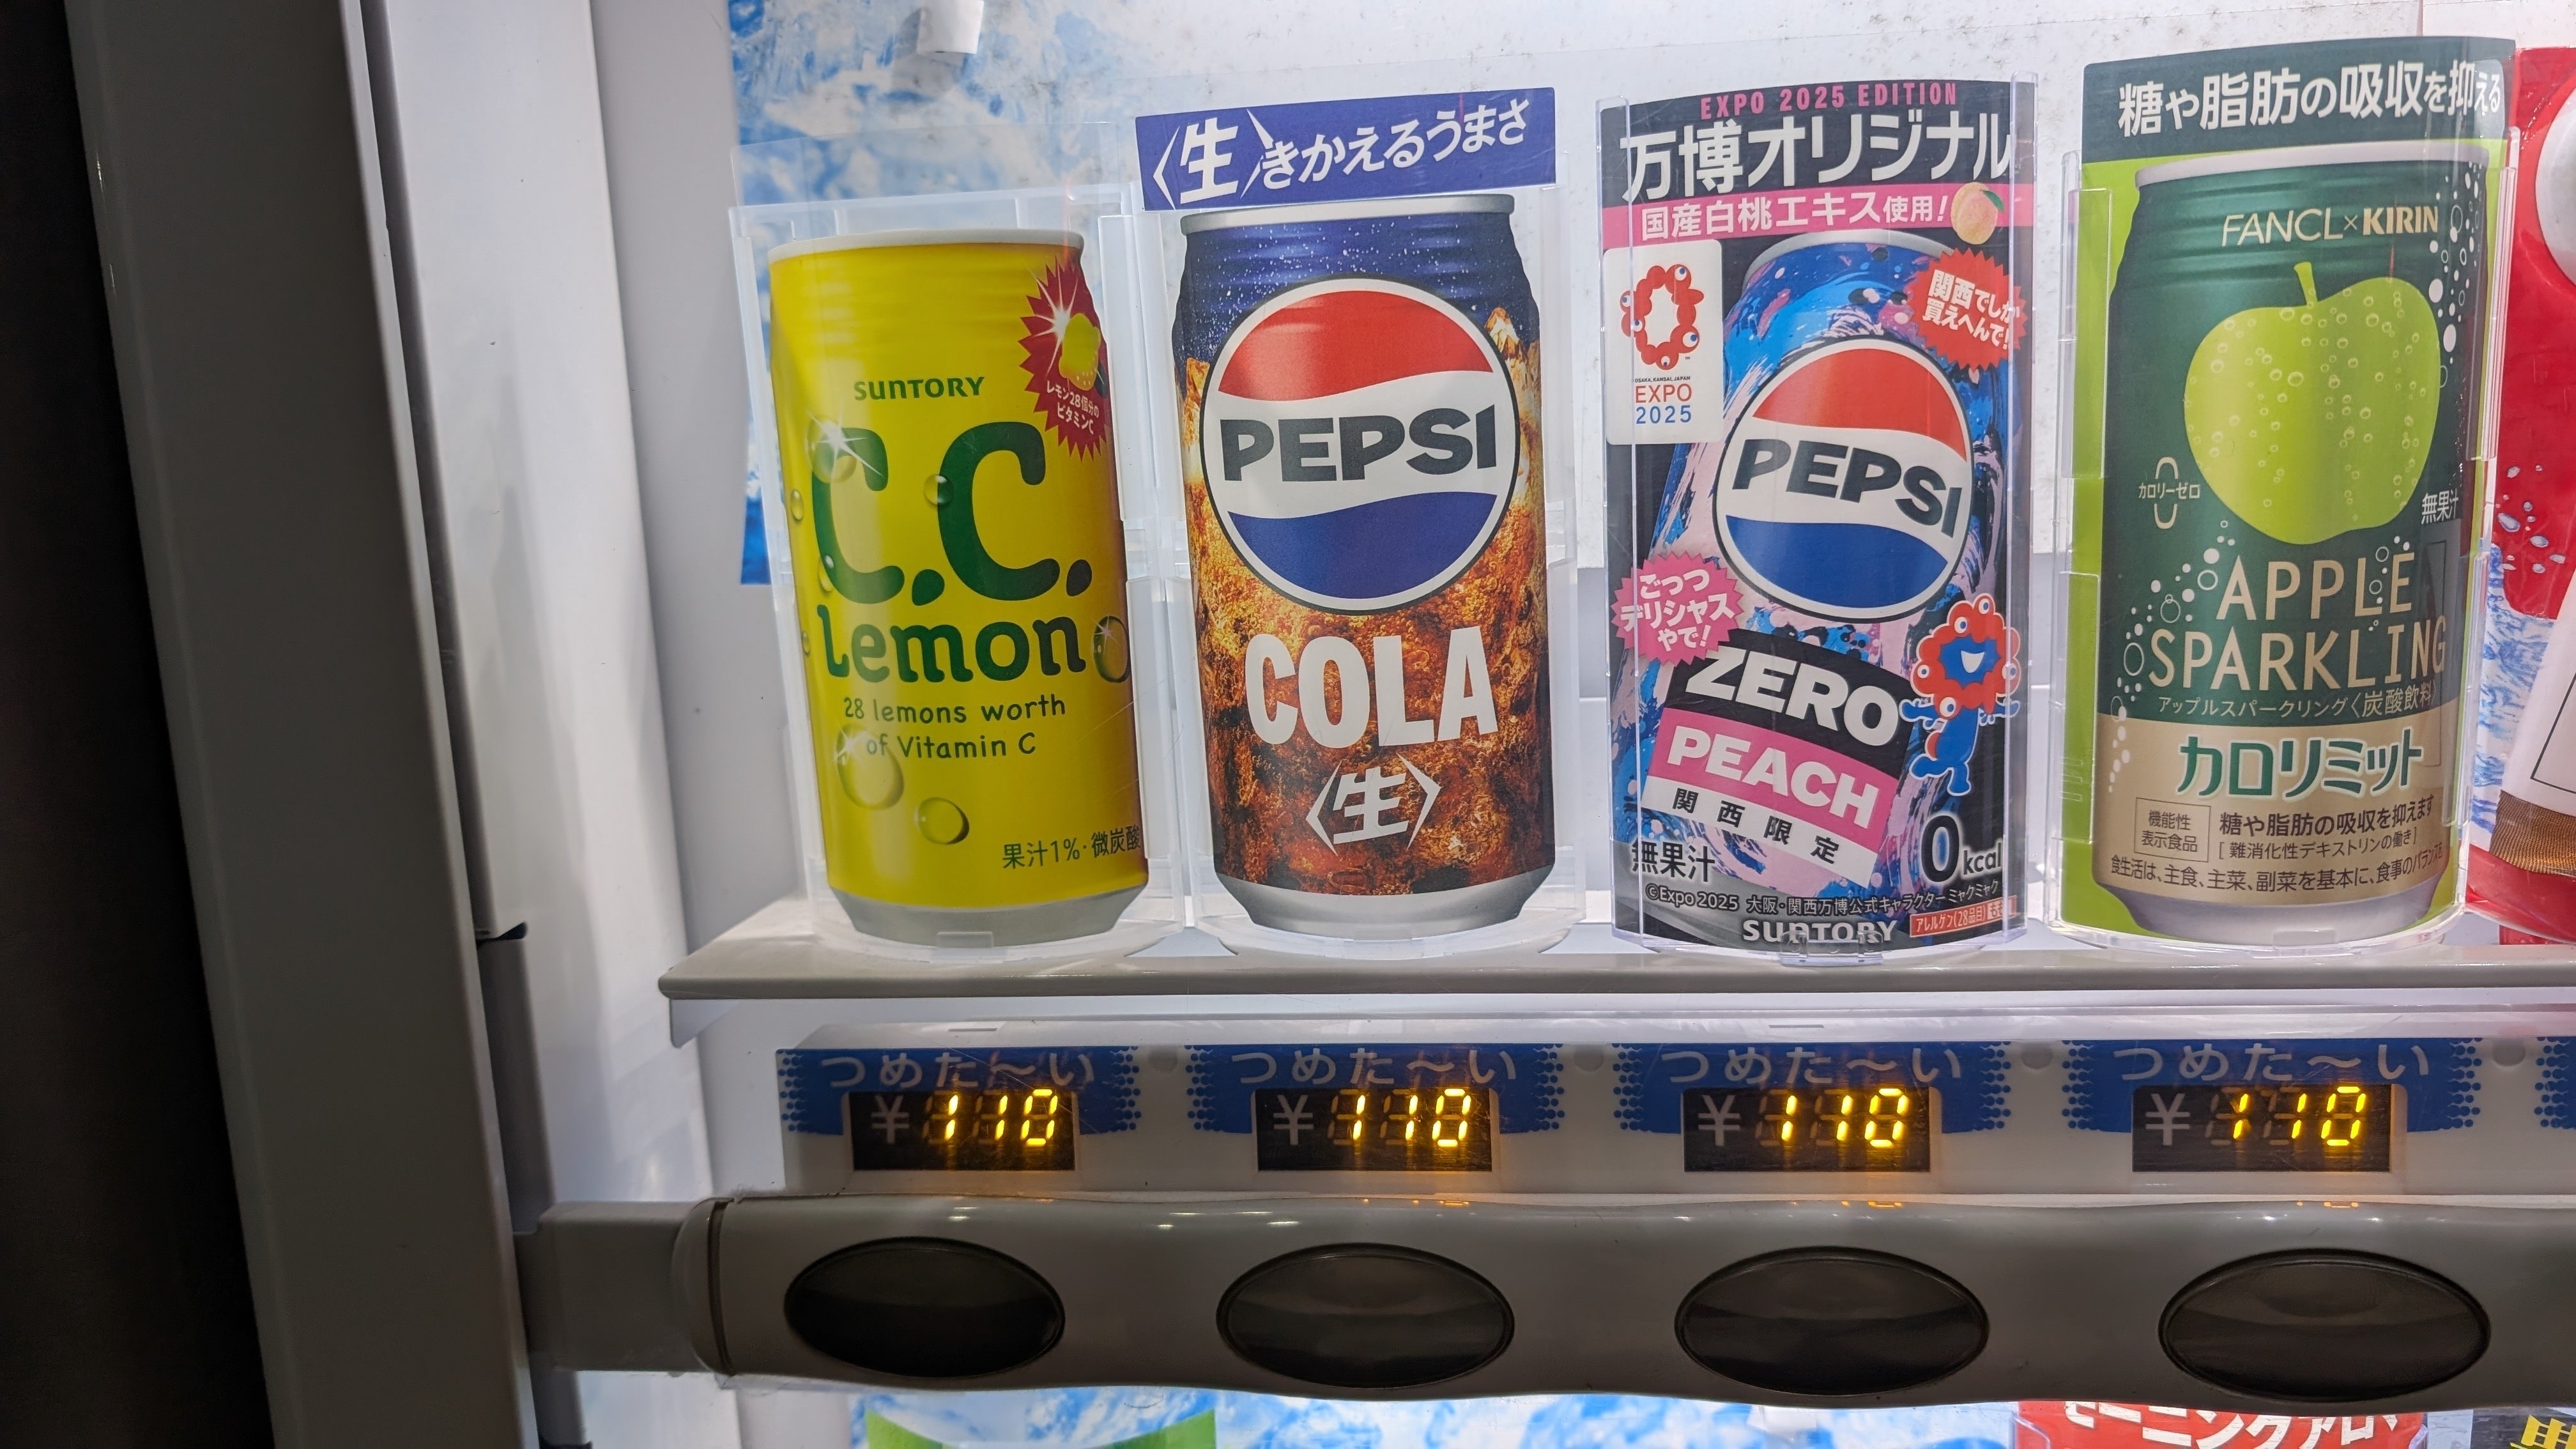 SUNTORY
レモン28個分の
ビタミンC
C.C.
Lemon
28 lemons worth
of Vitamin C
果汁1%・微炭酸
〈生〉きかえるうまさ
PEPSI
COLA
〈生〉
EXPO 2025 EDITION
万博オリジナル
国産白桃エキス使用!
OSAKA, KANSAI, JAPAN
EXPO
2025
関西でしか
買えへんで!
PEPSI
ごっつ
デリシャス
やで!
ZERO
PEACH
関西限定
無果汁
0kcal
©Expo 2025 大阪・関西万博公式キャラクター ミャクミャク
SUNTORY
アレルゲン(28品目)
糖や脂肪の吸収を抑える
FANCL×KIRIN
カロリーゼロ
無果汁
APPLE
SPARKLING
アップルスパークリング〈炭酸飲料〉
カロリミット
機能性
表示食品
糖や脂肪の吸収を抑えます
[難消化性デキストリンの働き]
食生活は、主食、主菜、副菜を基本に、食事のバランスを
つめた〜い
¥110
つめた〜い
¥110
つめた〜い
¥110
つめた〜い
¥110